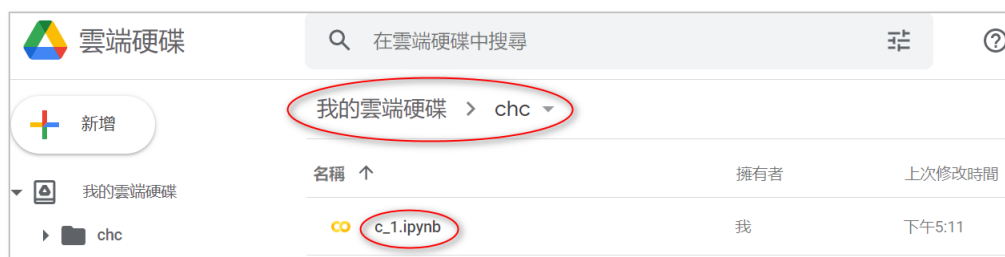 雲端硬碟
在雲端硬碟中搜尋
新增
我的雲端硬碟 > chc
名稱 ↑ 擁有者 上次修改時間
我的雲端硬碟
chc
c_1.ipynb 我 下午5:11